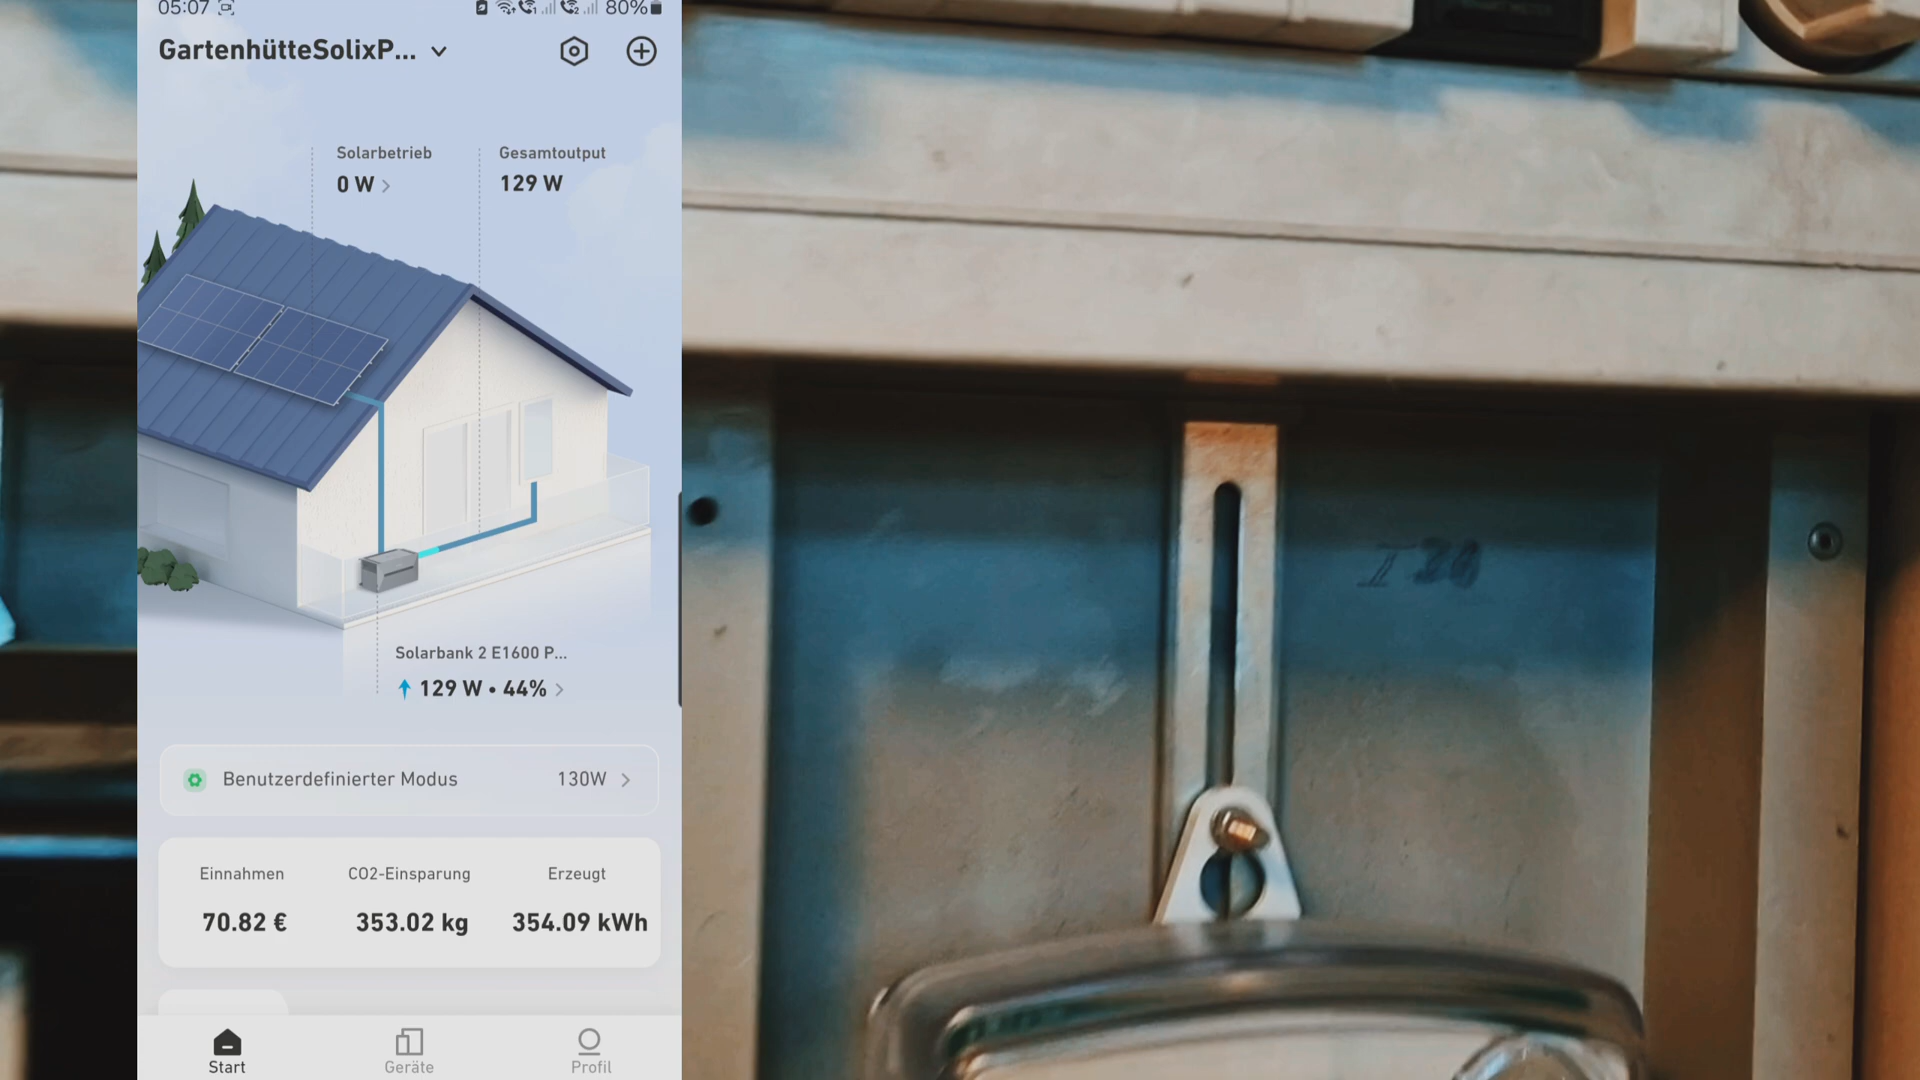 05:07
80%
GartenhütteSolixP...
Solarbetrieb
0 W
Gesamtoutput
129 W
Solarbank 2 E1600 P...
129 W • 44%
Benutzerdefinierter Modus
130W
Einnahmen
CO2-Einsparung
Erzeugt
70.82 €
353.02 kg
354.09 kWh
Start
Geräte
Profil